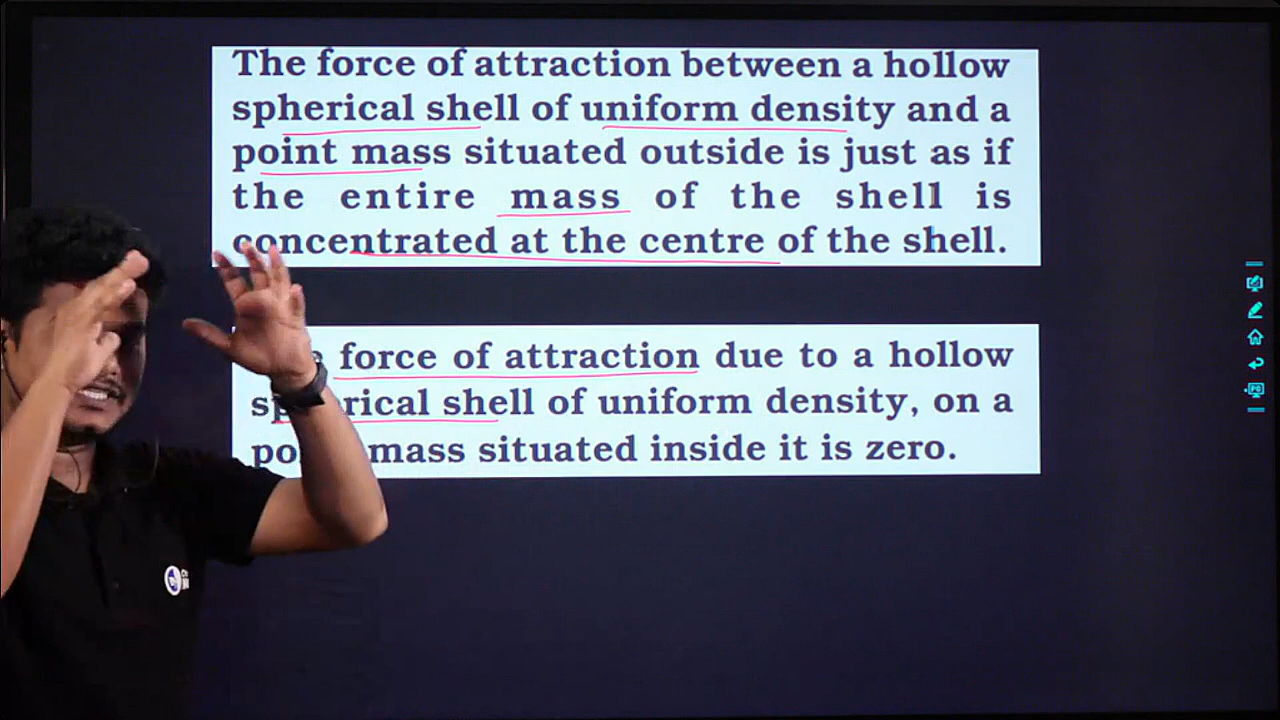 The force of attraction between a hollow
spherical shell of uniform density and a
point mass situated outside is just as if
the entire mass of the shell is
concentrated at the centre of the shell.
force of attraction due to a hollow
spherical shell of uniform density, on a
mass situated inside it is zero.